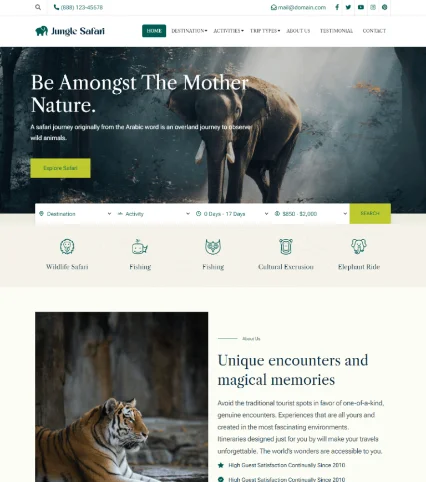 (888) 123-45678
mail@domain.com
Jungle Safari
HOME DESTINATION ACTIVITIES TRIP TYPES ABOUT US TESTIMONIAL CONTACT
Be Amongst The Mother
Nature.
A safari journey originally from the Arabic word is an overland journey to observer
wild animals.
Explore Safari
Destination Activity 0 Days - 17 Days $850 - $2,000 SEARCH
Wildlife Safari Fishing Fishing Cultural Excrusion Elephant Ride
About Us
Unique encounters and
magical memories
Avoid the traditional tourist spots in favor of one-of-a-kind,
genuine encounters. Experiences that are all yours and
created in the most fascinating environments.
Itineraries designed just for you by will make your travels
unforgettable. The world's wonders are accessible to you.
High Guest Satisfaction Continually Since 2010
High Guest Satisfaction Continually Since 2010